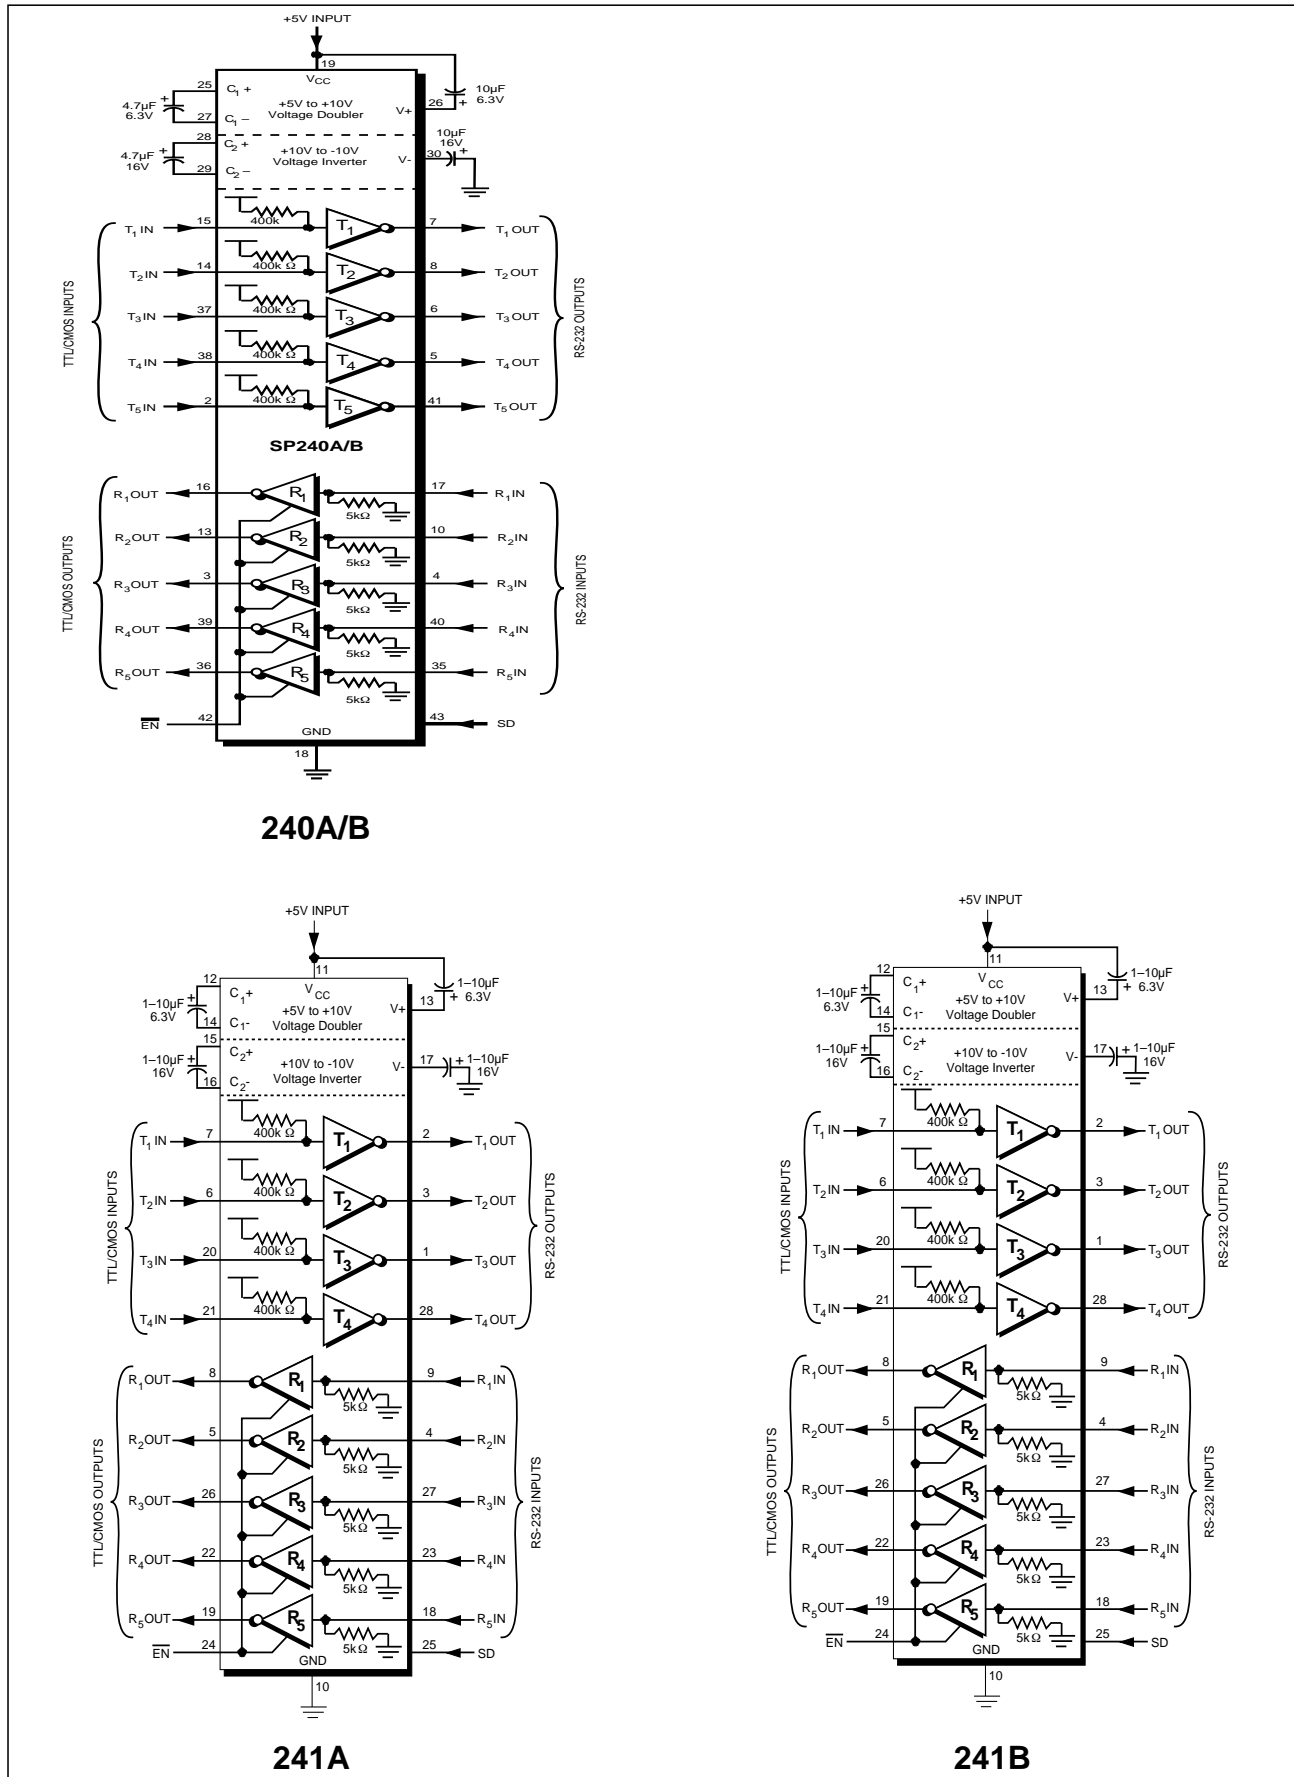 +5V INPUT
19
VCC
25 C1+ +5V to +10V V+ 26 10µF
4.7µF + 6.3V
6.3V Voltage Doubler +
27 C1–
28 C2+ 10µF
4.7µF + +10V to -10V V- 30 16V +
16V Voltage Inverter
29 C2–
400k
T1 IN 15 T1 7 T1 OUT
400k Ω
T2 IN 14 T2 8 T2 OUT
400k Ω
T3 IN 37 T3 6 T3 OUT
400k Ω
T4 IN 38 T4 5 T4 OUT
400k Ω
T5 IN 2 T5 41 T5 OUT
TTL/CMOS INPUTS
RS-232 OUTPUTS
SP240A/B
R1 OUT 16 R1 17 R1 IN
5kΩ
R2 OUT 13 R2 10 R2 IN
5kΩ
R3 OUT 3 R3 4 R3 IN
5kΩ
R4 OUT 39 R4 40 R4 IN
5kΩ
R5 OUT 36 R5 35 R5 IN
5kΩ
TTL/CMOS OUTPUTS
RS-232 INPUTS
EN 42 43 SD
GND
18
240A/B
+5V INPUT
11
VCC
12 C1+ +5V to +10V V+ 13 1–10µF
1–10µF + + 6.3V
6.3V Voltage Doubler
14 C1-
15 C2+
1–10µF + +10V to -10V V- 17 + 1–10µF
16V Voltage Inverter 16V
16 C2-
T1 IN 7 400k Ω T1 2 T1 OUT
T2 IN 6 400k Ω T2 3 T2 OUT
T3 IN 20 400k Ω T3 1 T3 OUT
T4 IN 21 400k Ω T4 28 T4 OUT
TTL/CMOS INPUTS
RS-232 OUTPUTS
R1 OUT 8 R1 9 R1 IN
5kΩ
R2 OUT 5 R2 4 R2 IN
5kΩ
R3 OUT 26 R3 27 R3 IN
5kΩ
R4 OUT 22 R4 23 R4 IN
5kΩ
R5 OUT 19 R5 18 R5 IN
5kΩ
TTL/CMOS OUTPUTS
RS-232 INPUTS
EN 24 25 SD
GND
10
241A
+5V INPUT
11
VCC
12 C1+ +5V to +10V V+ 13 1–10µF
1–10µF + + 6.3V
6.3V Voltage Doubler
14 C1-
15 C2+
1–10µF + +10V to -10V V- 17 + 1–10µF
16V Voltage Inverter 16V
16 C2-
T1 IN 7 400k Ω T1 2 T1 OUT
T2 IN 6 400k Ω T2 3 T2 OUT
T3 IN 20 400k Ω T3 1 T3 OUT
T4 IN 21 400k Ω T4 28 T4 OUT
TTL/CMOS INPUTS
RS-232 OUTPUTS
R1 OUT 8 R1 9 R1 IN
5kΩ
R2 OUT 5 R2 4 R2 IN
5kΩ
R3 OUT 26 R3 27 R3 IN
5kΩ
R4 OUT 22 R4 23 R4 IN
5kΩ
R5 OUT 19 R5 18 R5 IN
5kΩ
TTL/CMOS OUTPUTS
RS-232 INPUTS
EN 24 25 SD
GND
10
241B